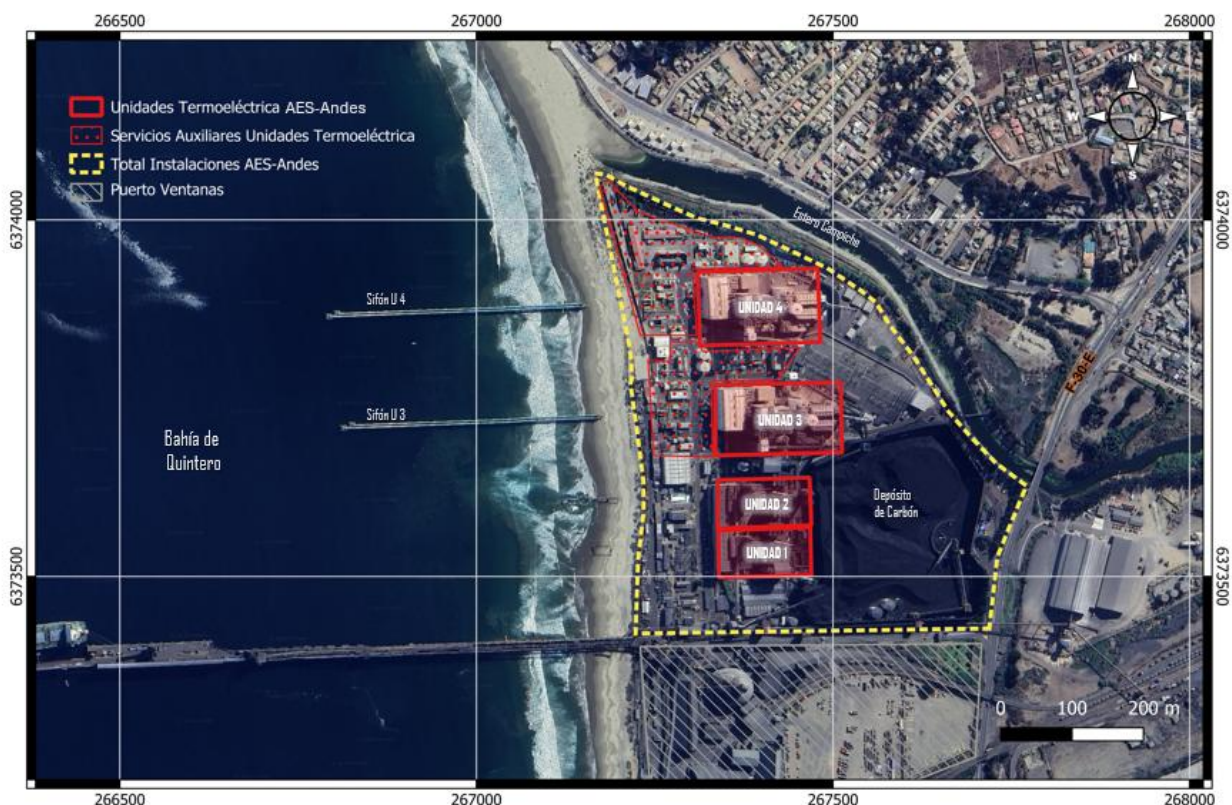 266500
267000
267500
268000
N
W
E
S
Unidades Termoeléctrica AES-Andes
Servicios Auxiliares Unidades Termoeléctrica
Total Instalaciones AES-Andes
Puerto Ventanas
6374000
6374000
Estero Campiche
Sifón U 4
UNIDAD 4
F-30-E
Sifón U 3
UNIDAD 3
Bahía de
Quintero
UNIDAD 2
Depósito
de Carbón
UNIDAD 1
6373500
6373500
0 100 200 m
266500
267000
267500
268000